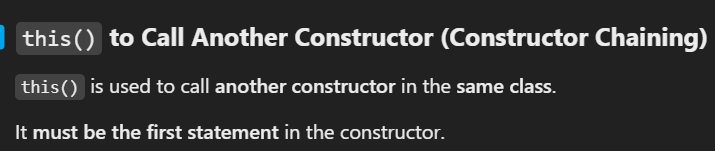 this() to Call Another Constructor (Constructor Chaining)
this() is used to call another constructor in the same class.
It must be the first statement in the constructor.